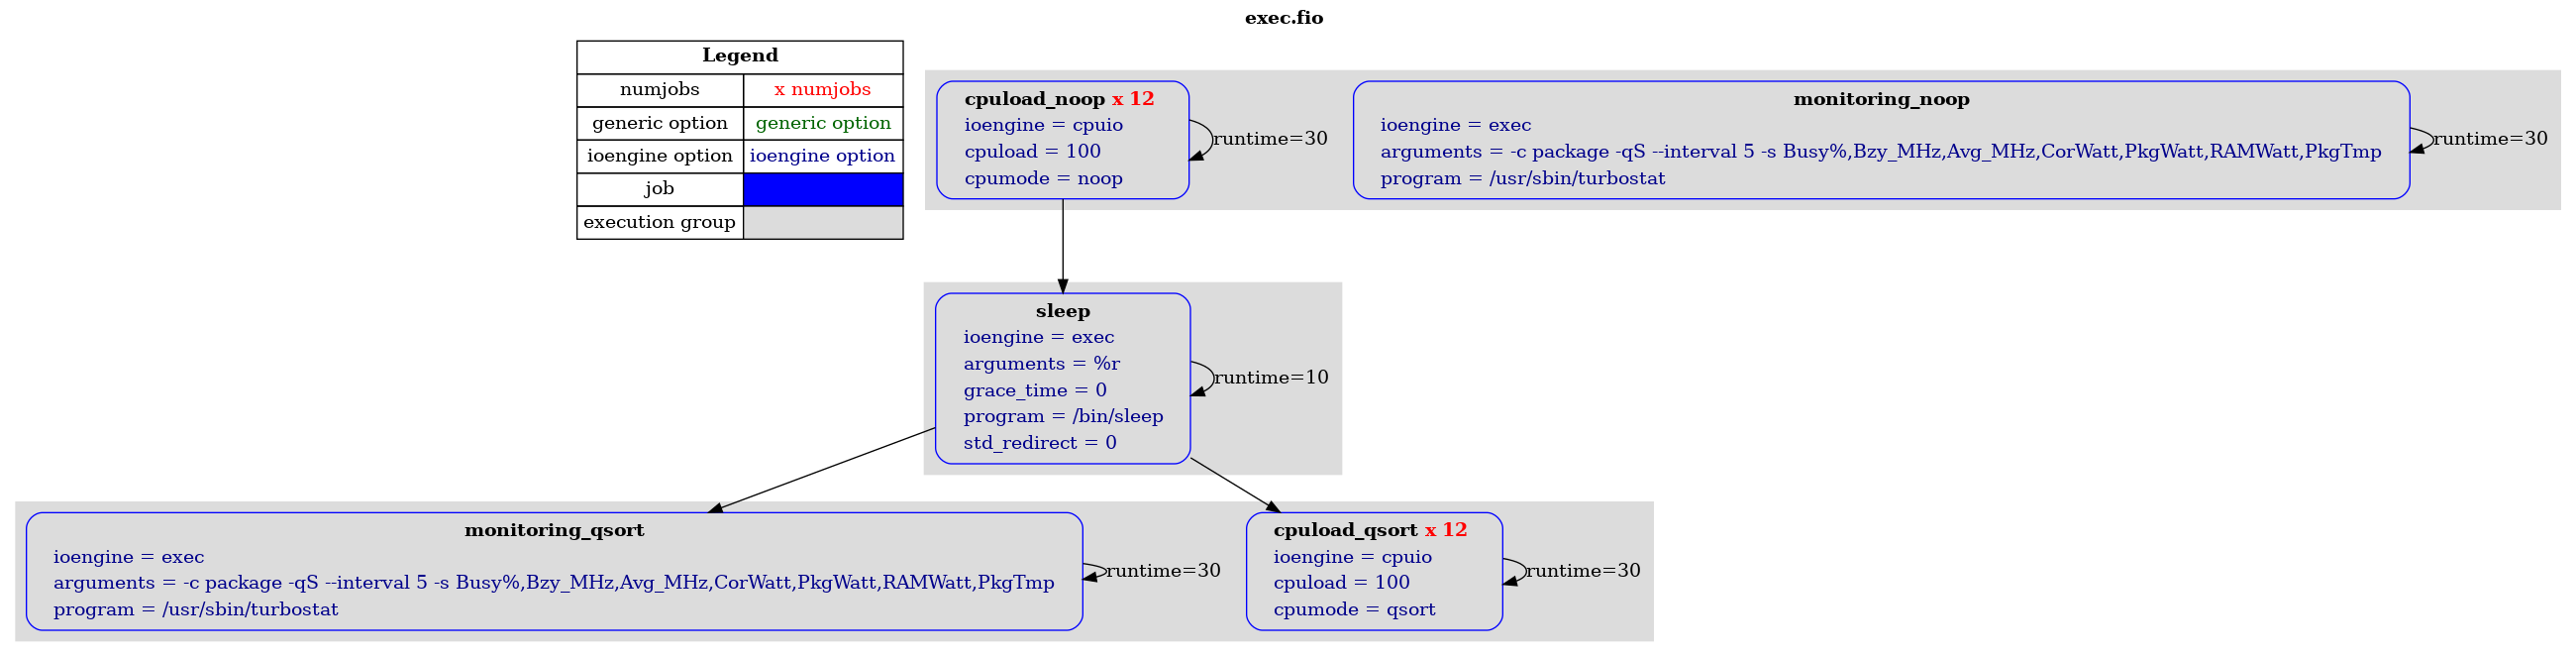 exec.fio
Legend
numjobs x numjobs
generic option generic option
ioengine option ioengine option
job
execution group
cpuload_noop x 12
ioengine = cpuio
cpuload = 100
cpumode = noop
runtime=30
monitoring_noop
ioengine = exec
arguments = -c package -qS --interval 5 -s Busy%,Bzy_MHz,Avg_MHz,CorWatt,PkgWatt,RAMWatt,PkgTmp
program = /usr/sbin/turbostat
runtime=30
sleep
ioengine = exec
arguments = %r
grace_time = 0
program = /bin/sleep
std_redirect = 0
runtime=10
monitoring_qsort
ioengine = exec
arguments = -c package -qS --interval 5 -s Busy%,Bzy_MHz,Avg_MHz,CorWatt,PkgWatt,RAMWatt,PkgTmp
program = /usr/sbin/turbostat
runtime=30
cpuload_qsort x 12
ioengine = cpuio
cpuload = 100
cpumode = qsort
runtime=30